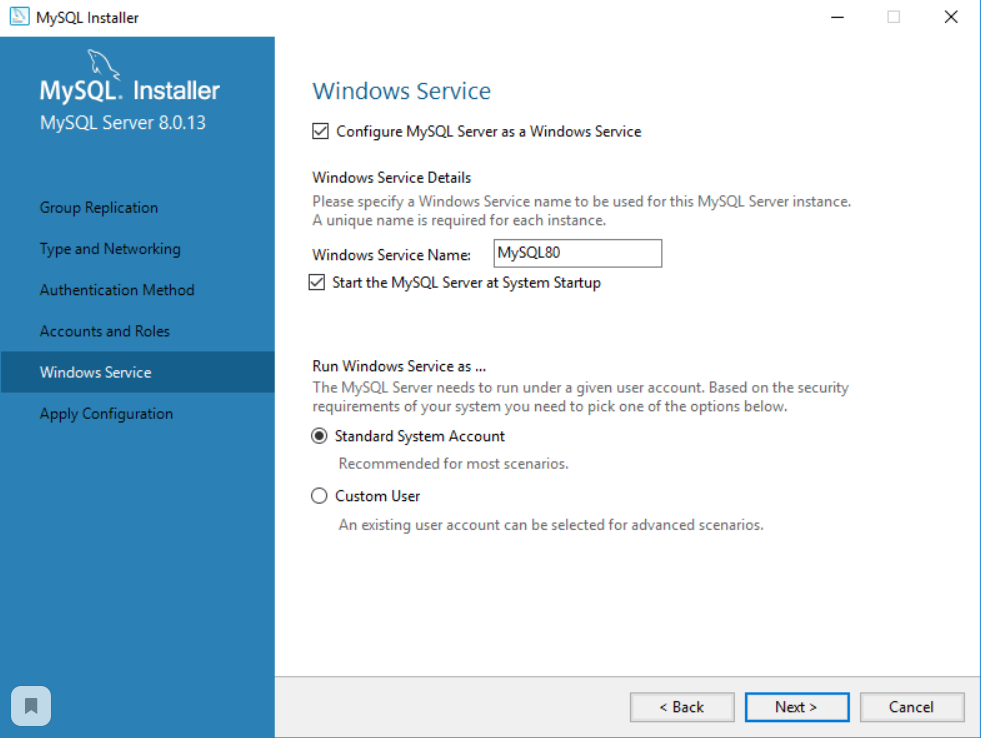 MySQL Installer
MySQL. Installer
MySQL Server 8.0.13
Group Replication
Type and Networking
Authentication Method
Accounts and Roles
Windows Service
Apply Configuration
Windows Service
Configure MySQL Server as a Windows Service
Windows Service Details
Please specify a Windows Service name to be used for this MySQL Server instance.
A unique name is required for each instance.
Windows Service Name: MySQL80
Start the MySQL Server at System Startup
Run Windows Service as ...
The MySQL Server needs to run under a given user account. Based on the security
requirements of your system you need to pick one of the options below.
Standard System Account
Recommended for most scenarios.
Custom User
An existing user account can be selected for advanced scenarios.
< Back
Next >
Cancel